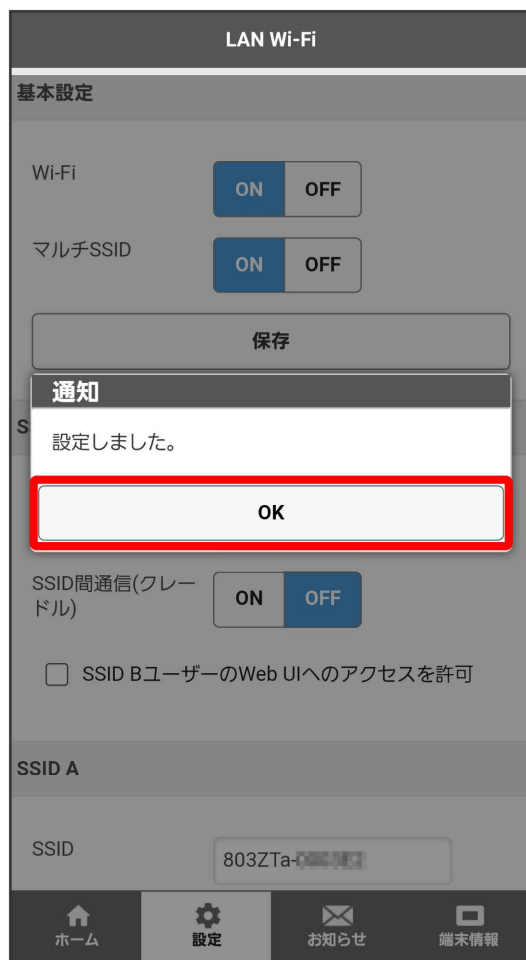 LAN Wi-Fi
基本設定
Wi-Fi
ON OFF
マルチSSID
ON OFF
保存
通知
S
設定しました。
OK
SSID間通信(クレー
ドル)
ON OFF
SSID BユーザーのWeb UIへのアクセスを許可
SSID A
SSID
803ZTa-
ホーム 設定 お知らせ 端末情報